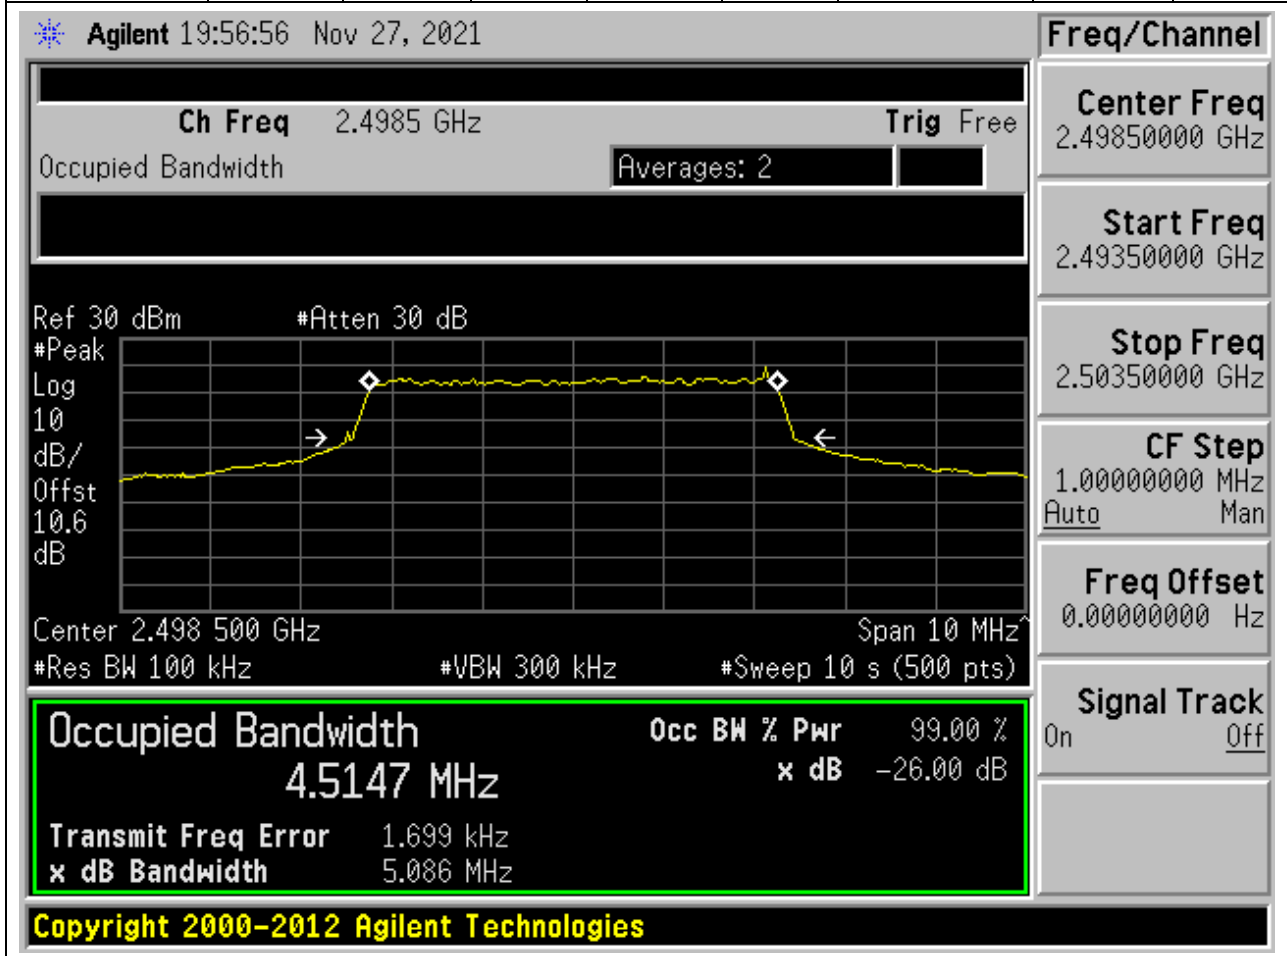 Agilent 19:56:56 Nov 27, 2021
Freq/Channel
Ch Freq 2.4985 GHz Trig Free
Occupied Bandwidth Averages: 2
Ref 30 dBm #Atten 30 dB
#Peak
Log
10
dB/
Offst
10.6
dB
Center 2.498 500 GHz Span 10 MHz^
#Res BW 100 kHz #VBW 300 kHz #Sweep 10 s (500 pts)
Occupied Bandwidth Occ BW % Pwr 99.00 %
4.5147 MHz x dB -26.00 dB
Transmit Freq Error 1.699 kHz
x dB Bandwidth 5.086 MHz
Copyright 2000-2012 Agilent Technologies
Center Freq
2.49850000 GHz
Start Freq
2.49350000 GHz
Stop Freq
2.50350000 GHz
CF Step
1.00000000 MHz
Auto Man
Freq Offset
0.00000000 Hz
Signal Track
On Off